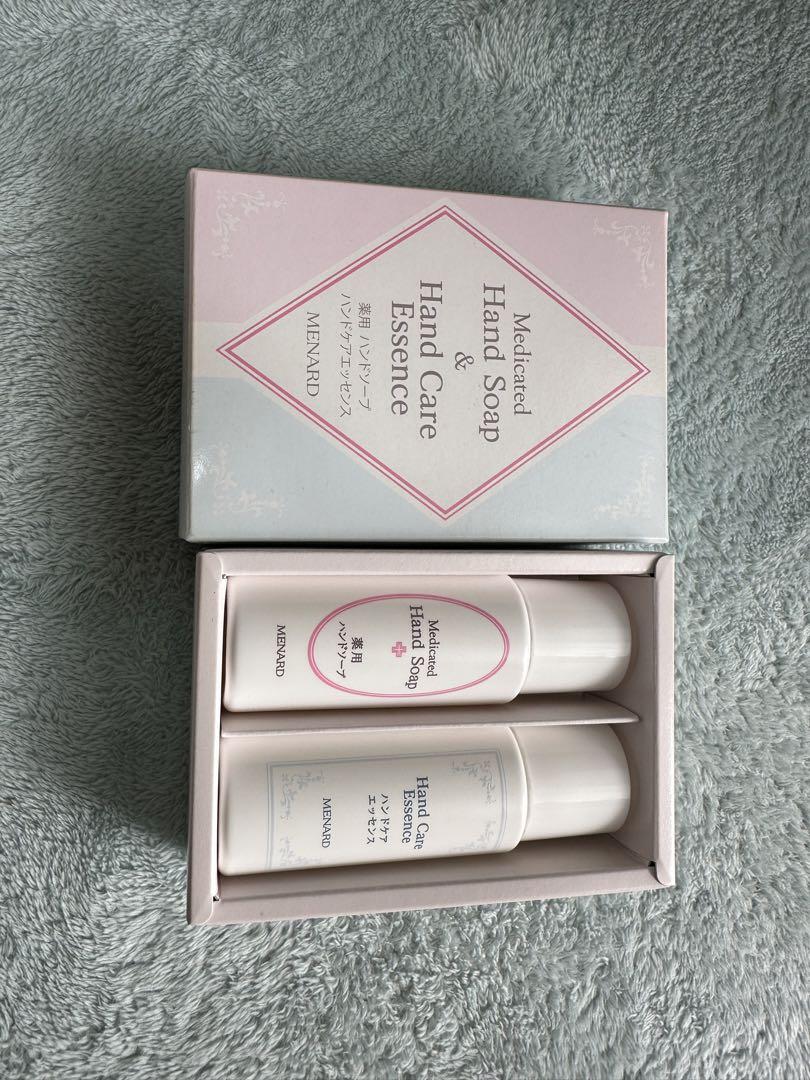 Medicated
Hand Soap
&
Hand Care
Essence
薬用 ハンドソープ
ハンドケアエッセンス
MENARD
Medicated
Hand Soap
薬用
ハンドソープ
MENARD
Hand Care
Essence
ハンドケア
エッセンス
MENARD